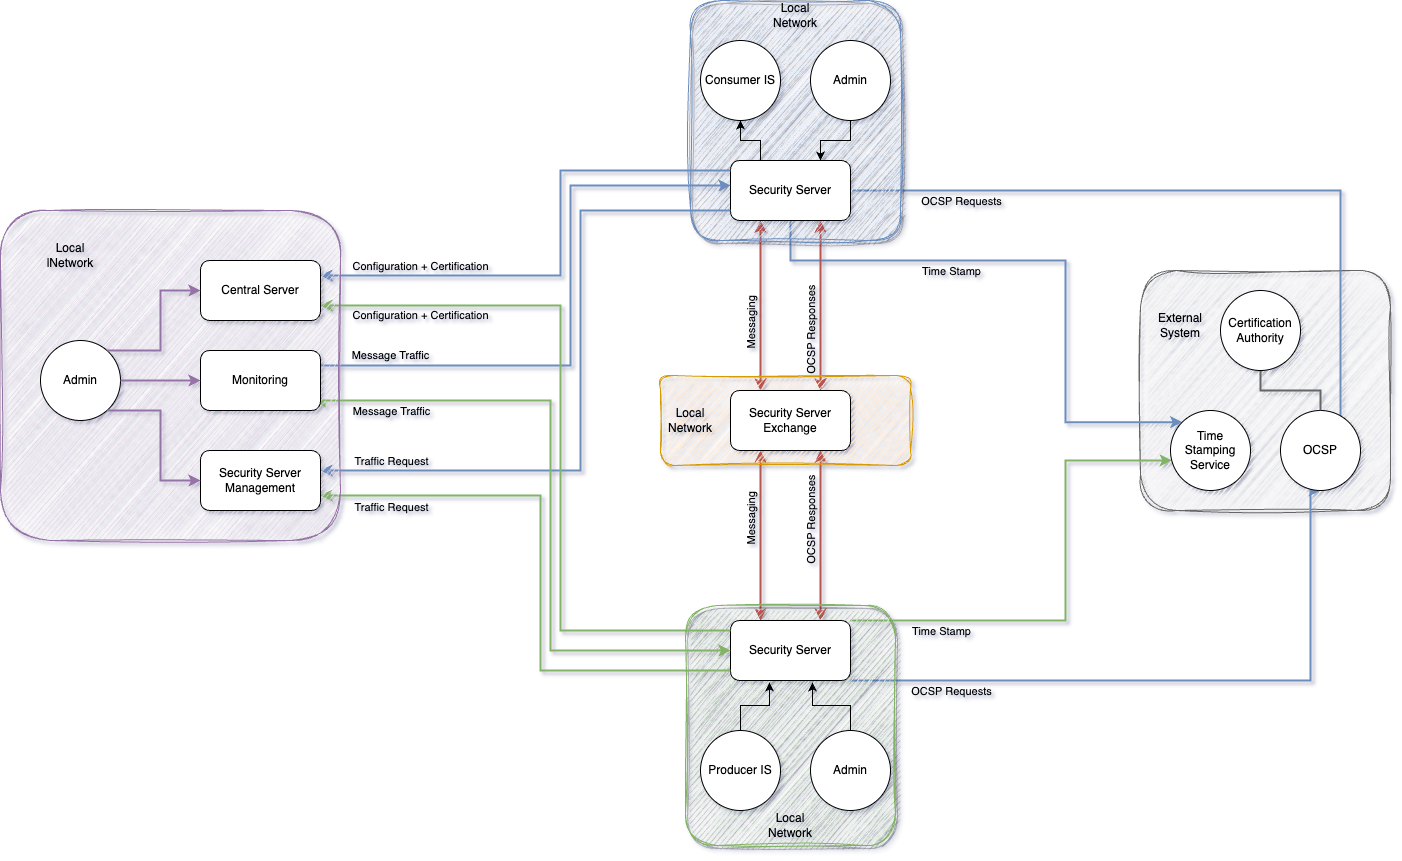 Local
Network
Consumer IS
Admin
Security Server
OCSP Requests
Time Stamp
Local
lNetwork
Central Server
Admin
Monitoring
Security Server
Management
Configuration + Certification
Configuration + Certification
Message Traffic
Message Traffic
Traffic Request
Traffic Request
Messaging
OCSP Responses
Local
Network
Security Server
Exchange
Messaging
OCSP Responses
External
System
Certification
Authority
Time
Stamping
Service
OCSP
Security Server
Time Stamp
OCSP Requests
Producer IS
Admin
Local
Network